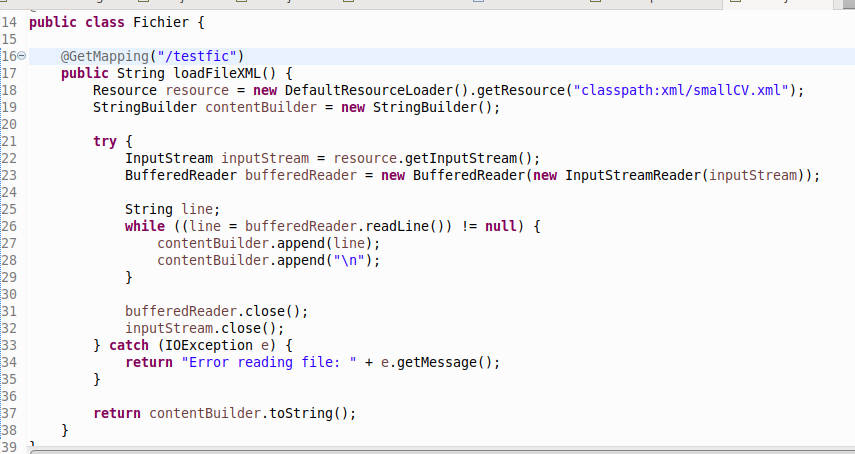 14 public class Fichier {
15
16 @GetMapping("/testfic")
17 public String loadFileXML() {
18 Resource resource = new DefaultResourceLoader().getResource("classpath:xml/smallCV.xml");
19 StringBuilder contentBuilder = new StringBuilder();
20
21 try {
22 InputStream inputStream = resource.getInputStream();
23 BufferedReader bufferedReader = new BufferedReader(new InputStreamReader(inputStream));
24
25 String line;
26 while ((line = bufferedReader.readLine()) != null) {
27 contentBuilder.append(line);
28 contentBuilder.append("\n");
29 }
30
31 bufferedReader.close();
32 inputStream.close();
33 } catch (IOException e) {
34 return "Error reading file: " + e.getMessage();
35 }
36
37 return contentBuilder.toString();
38 }
39 }